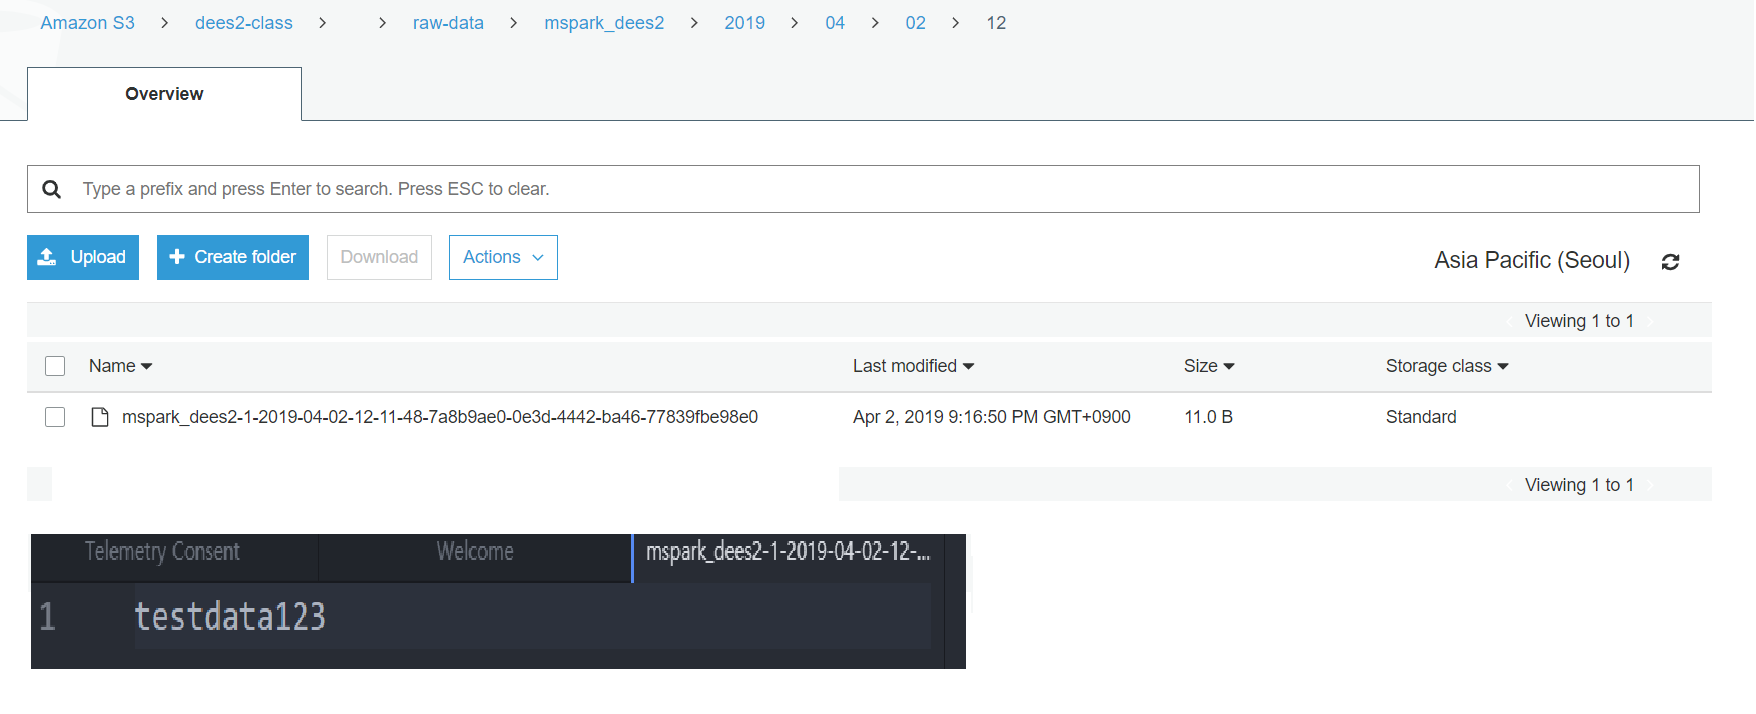 Amazon S3 > dees2-class > > raw-data > mspark_dees2 > 2019 > 04 > 02 > 12
Overview
Type a prefix and press Enter to search. Press ESC to clear.
Upload + Create folder Download Actions
Asia Pacific (Seoul)
Viewing 1 to 1
Name Last modified Size Storage class
mspark_dees2-1-2019-04-02-12-11-48-7a8b9ae0-0e3d-4442-ba46-77839fbe98e0 Apr 2, 2019 9:16:50 PM GMT+0900 11.0 B Standard
Viewing 1 to 1
Telemetry Consent Welcome mspark_dees2-1-2019-04-02-12-...
1 testdata123